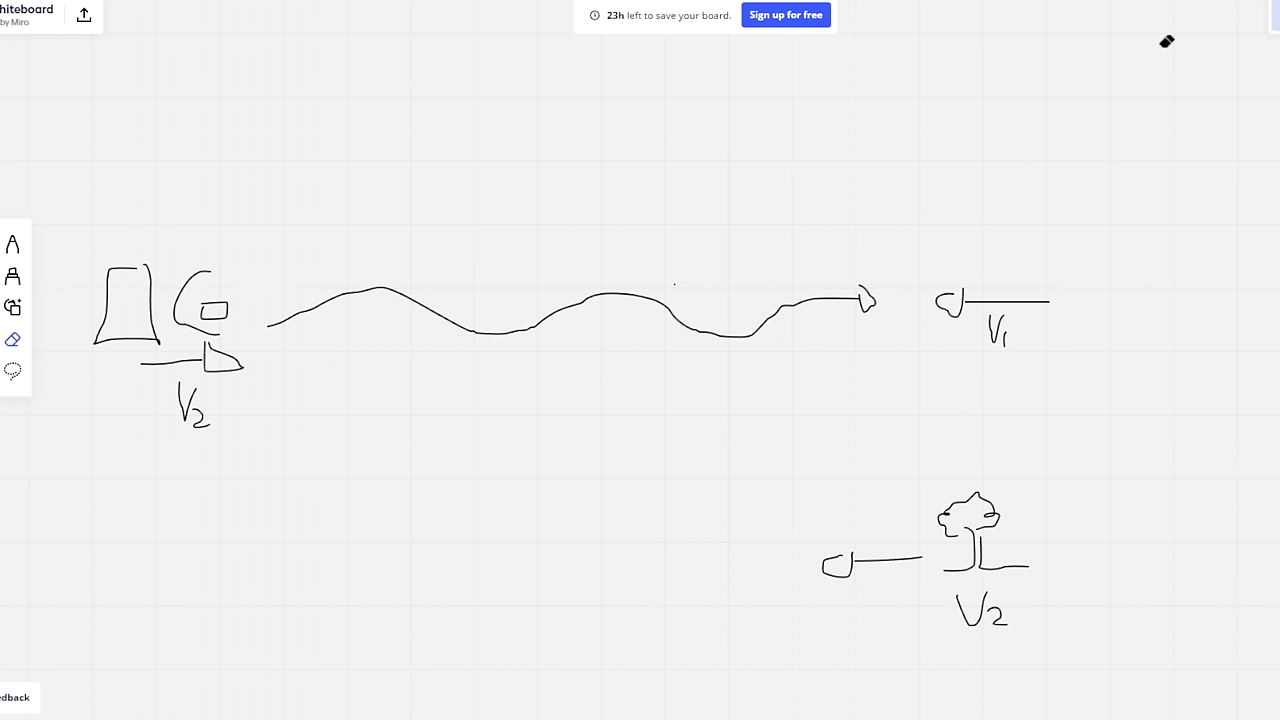 hiteboard
by Miro
23h left to save your board.
Sign up for free
V₁
V₂
V₂
edback